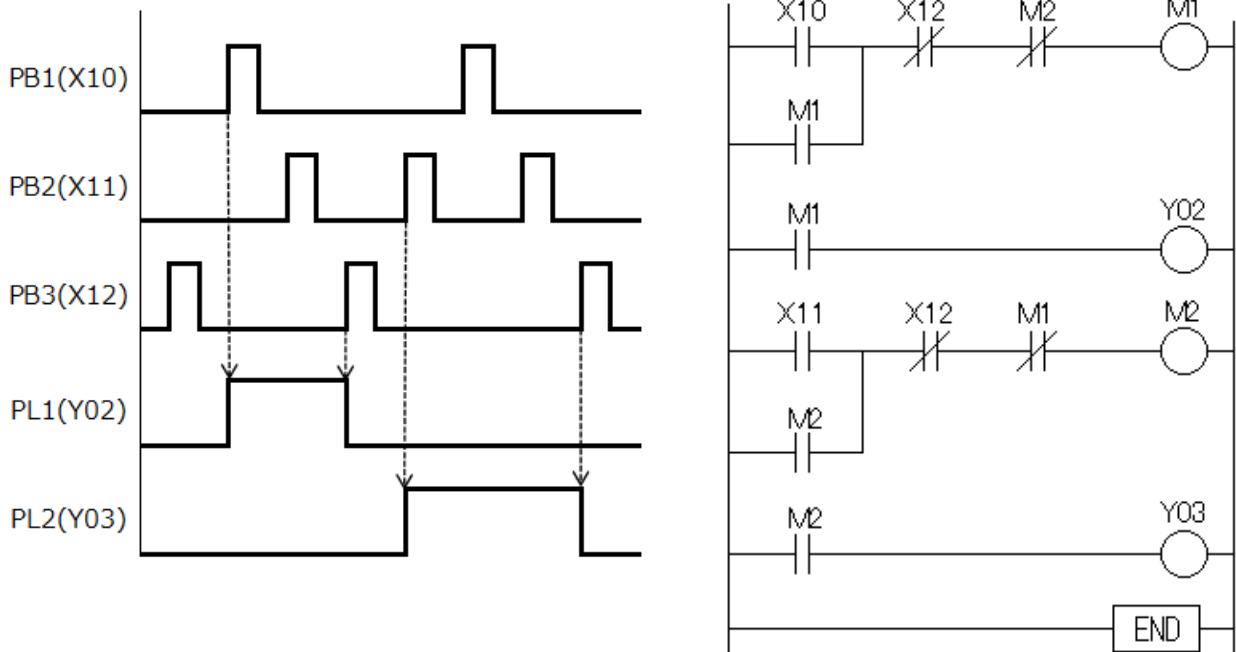 PB1(X10)
PB2(X11)
PB3(X12)
PL1(Y02)
PL2(Y03)
X10 X12 M2 M1
M1
M1 Y02
X11 X12 M1 M2
M2
M2 Y03
END